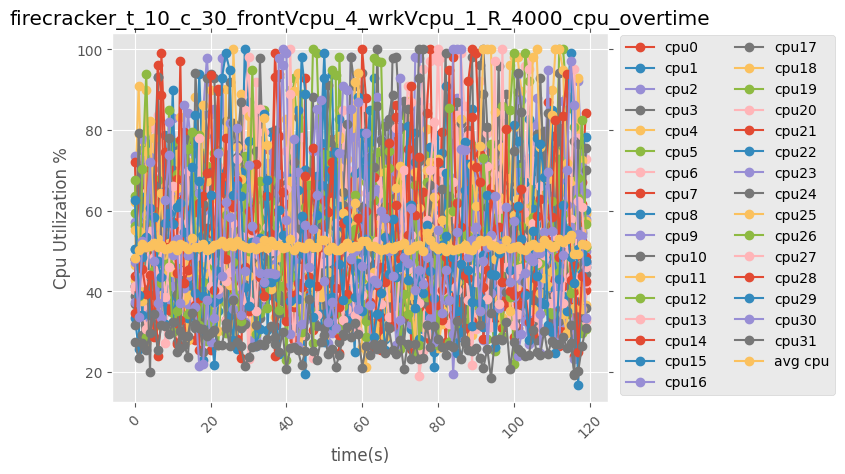 firecracker_t_10_c_30_frontVcpu_4_wrkVcpu_1_R_4000_cpu_overtime
100
80
60
40
20
Cpu Utilization %
0
20
40
60
80
100
120
time(s)
cpu0
cpu1
cpu2
cpu3
cpu4
cpu5
cpu6
cpu7
cpu8
cpu9
cpu10
cpu11
cpu12
cpu13
cpu14
cpu15
cpu16
cpu17
cpu18
cpu19
cpu20
cpu21
cpu22
cpu23
cpu24
cpu25
cpu26
cpu27
cpu28
cpu29
cpu30
cpu31
avg cpu